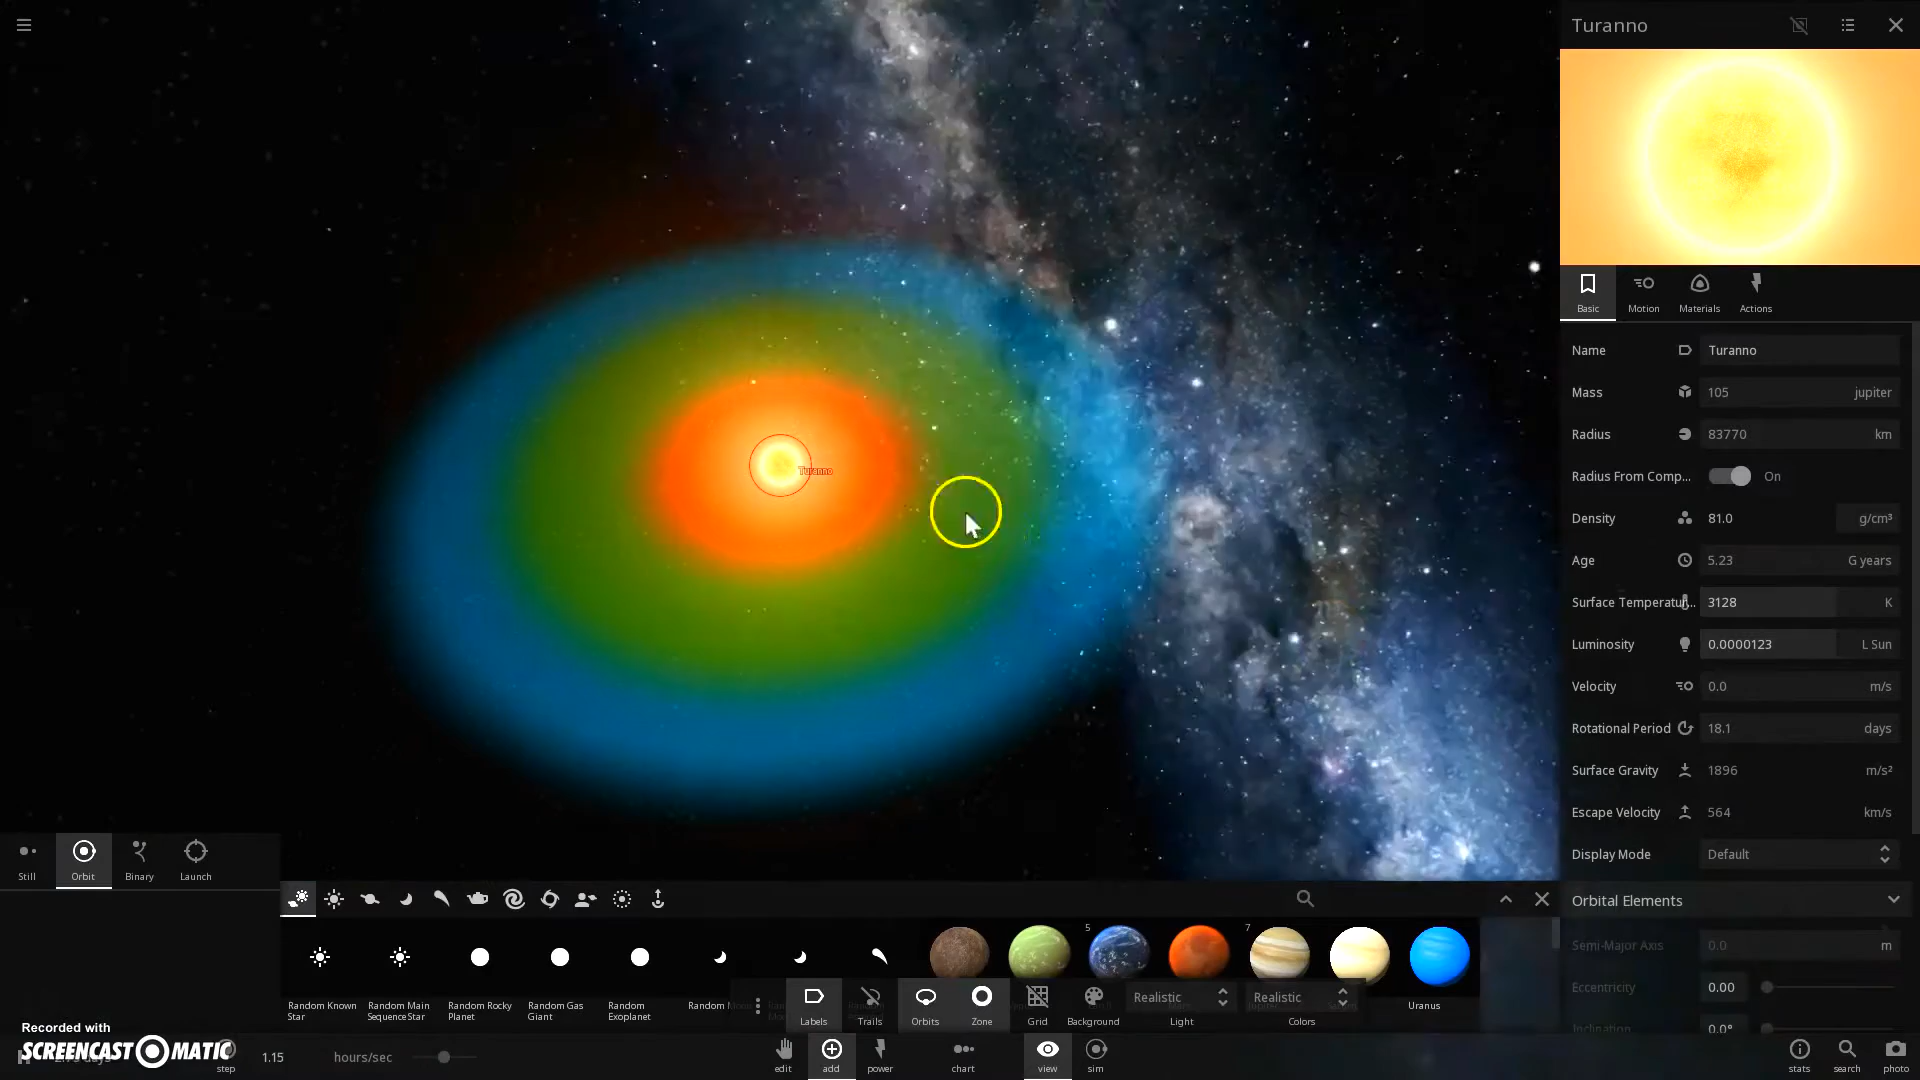 Turanno
Basic
Motion
Materials
Actions
Name
Turanno
Mass
105
jupiter
Radius
83770
km
Radius From Comp...
On
Density
81.0
g/cm³
Age
5.23
G years
Surface Temperatur...
3128
K
Luminosity
0.0000123
L Sun
Velocity
0.0
m/s
Rotational Period
18.1
days
Surface Gravity
1896
m/s²
Escape Velocity
564
km/s
Display Mode
Default
Orbital Elements
Semi-Major Axis
0.0
m
Eccentricity
0.00
Inclination
0.0°
Turanno
Still
Orbit
Binary
Launch
5
7
Random Known
Star
Random Main
Sequence Star
Random Rocky
Planet
Random Gas
Giant
Random
Exoplanet
Random
Uranus
Labels
Trails
Orbits
Zone
Grid
Background
Realistic
Light
Realistic
Colors
Recorded with
SCREENCAST MATIC
step
1.15
hours/sec
edit
add
power
chart
view
sim
stats
search
photo